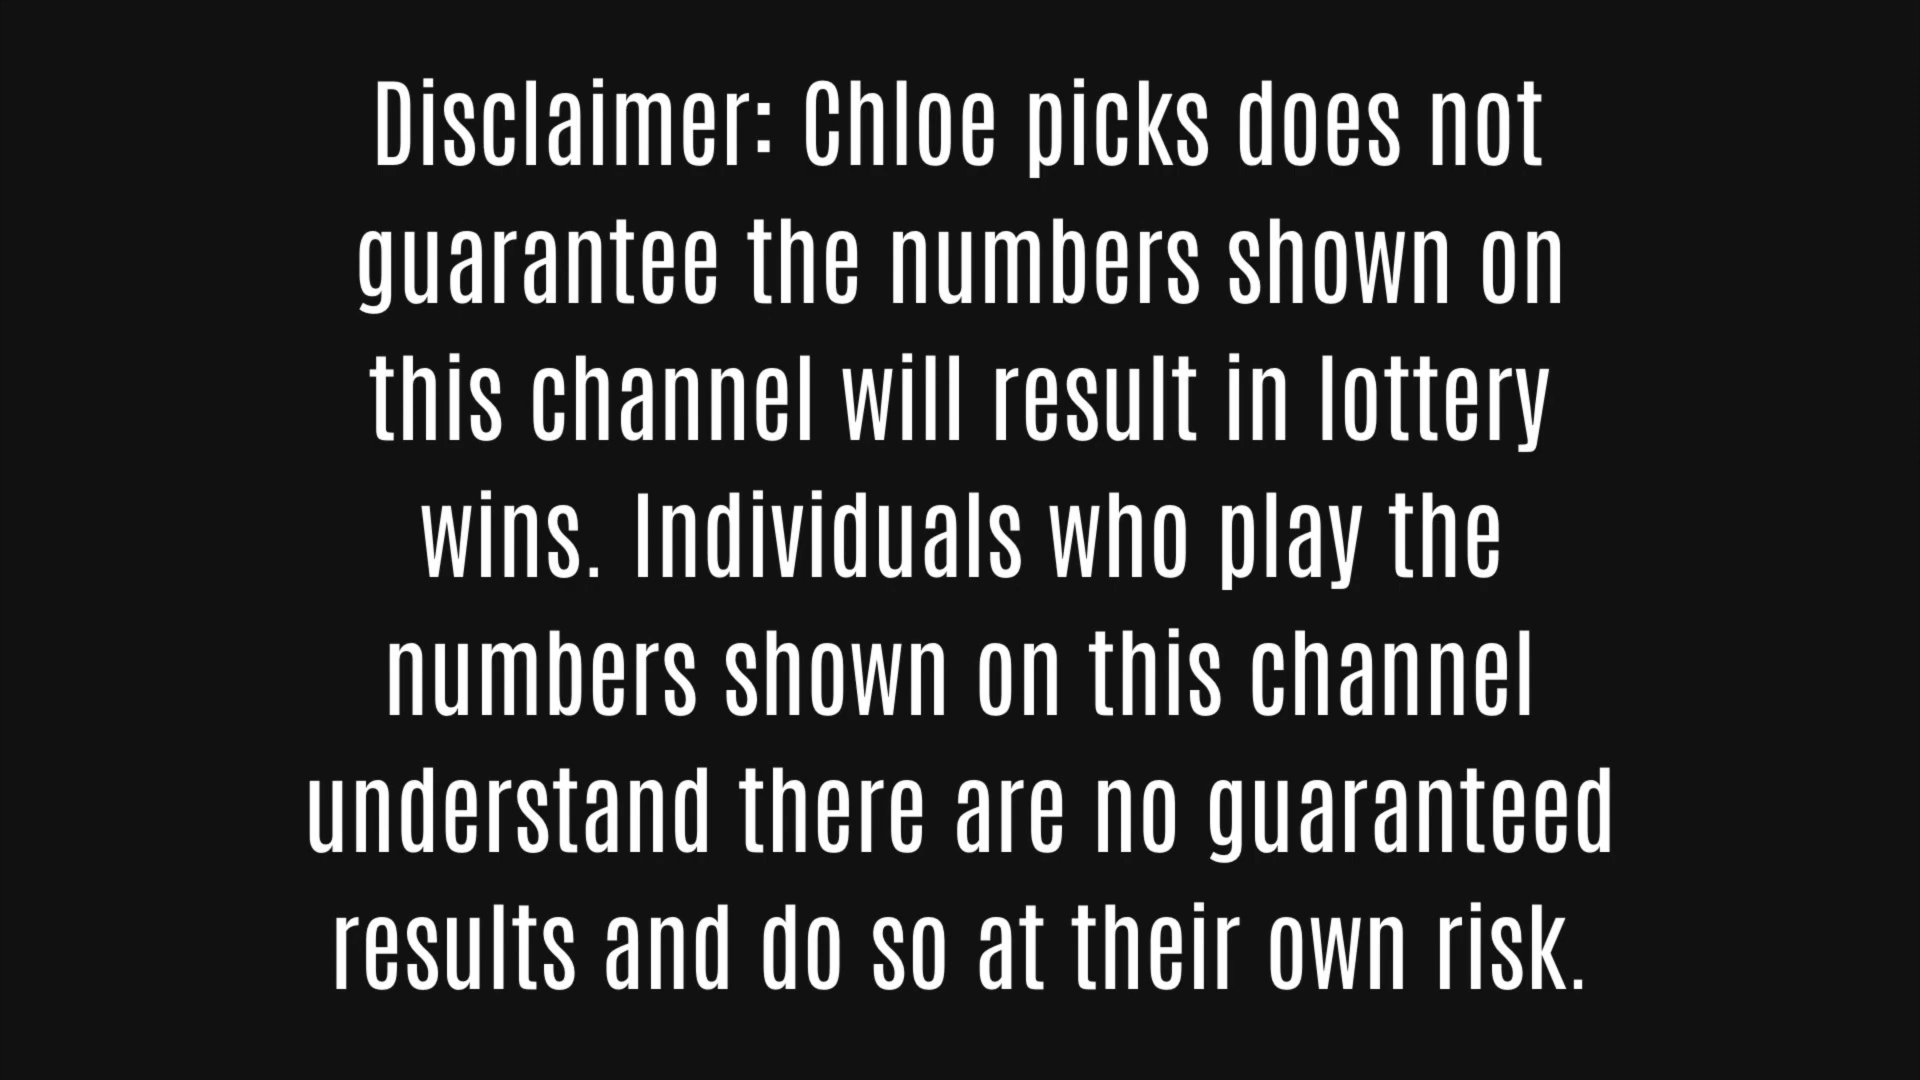 Disclaimer: Chloe picks does not
guarantee the numbers shown on
this channel will result in lottery
wins. Individuals who play the
numbers shown on this channel
understand there are no guaranteed
results and do so at their own risk.